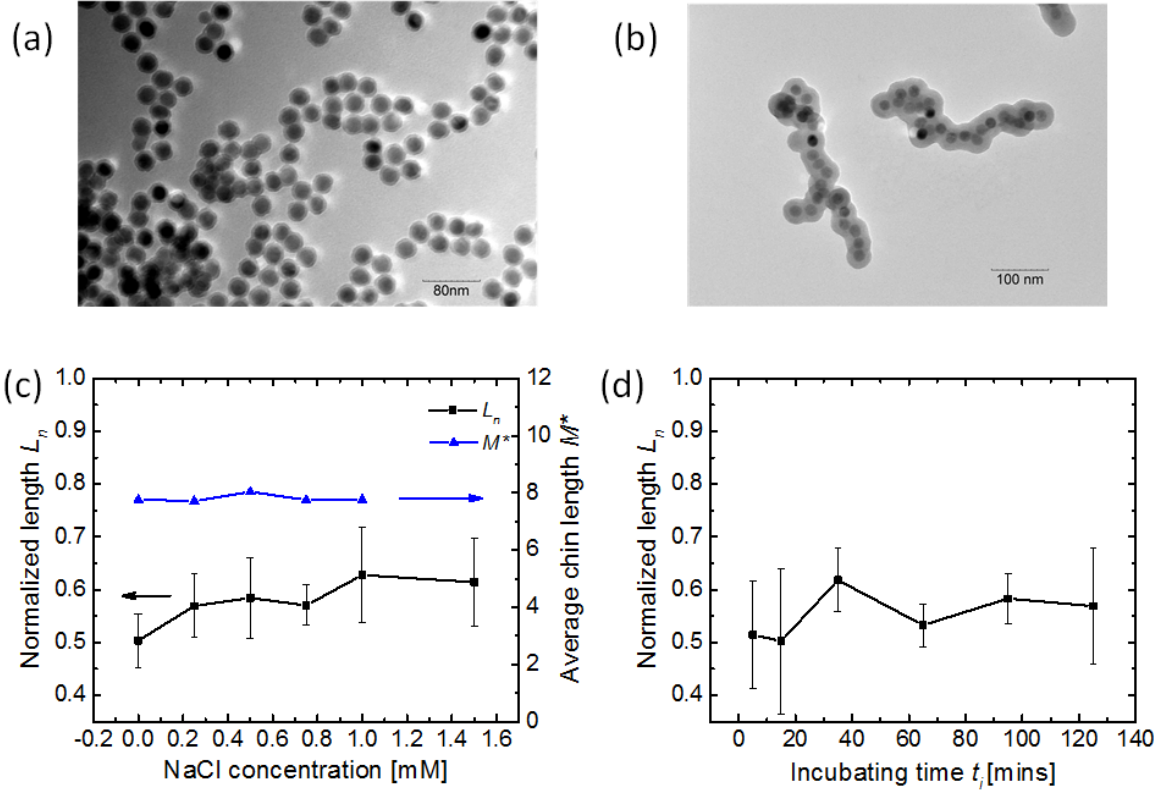 (a)
80nm
(b)
100 nm
(c)
1.0
0.9
0.8
0.7
0.6
0.5
0.4
Normalized length Ln
Ln
M*
12
10
8
6
4
2
0
Average chin length M*
-0.2 0.0 0.2 0.4 0.6 0.8 1.0 1.2 1.4 1.6
NaCl concentration [mM]
(d)
1.0
0.9
0.8
0.7
0.6
0.5
0.4
Normalized length Ln
0 20 40 60 80 100 120 140
Incubating time ti [mins]